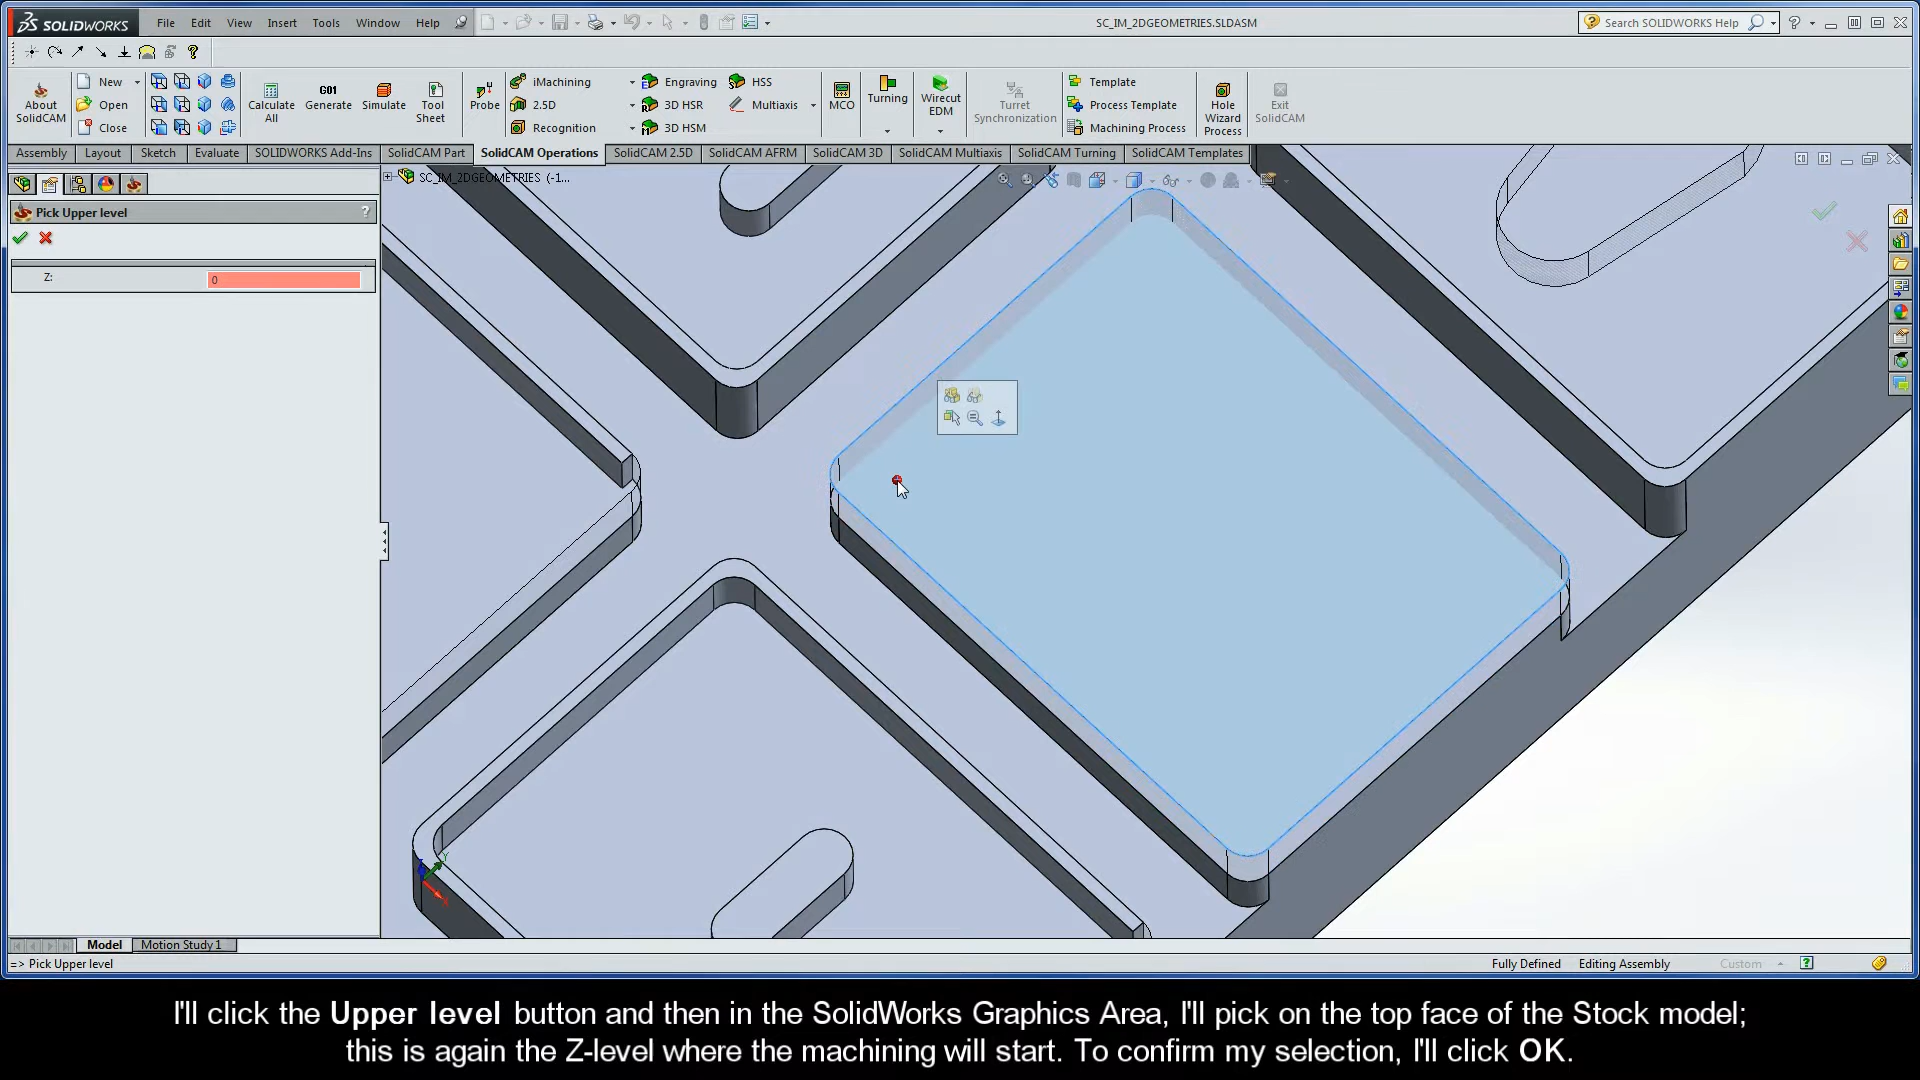 SOLIDWORKS File Edit View Insert Tools Window Help SC_IM_2DGEOMETRIES.SLDASM Search SOLIDWORKS Help
About SolidCAM
New
Open
Close
Calculate All
G01 Generate
Simulate
Tool Sheet
Probe
iMachining
2.5D
Recognition
Engraving
3D HSR
3D HSM
HSS
Multiaxis
MCO
Turning
Wirecut EDM
Turret Synchronization
Template
Process Template
Machining Process
Hole Wizard Process
Exit SolidCAM
Assembly Layout Sketch Evaluate SOLIDWORKS Add-Ins SolidCAM Part SolidCAM Operations SolidCAM 2.5D SolidCAM AFRM SolidCAM 3D SolidCAM Multiaxis SolidCAM Turning SolidCAM Templates
SC_IM_2DGEOMETRIES (-1...
Pick Upper level ?
Z: 0
Model Motion Study 1
=> Pick Upper level Fully Defined Editing Assembly Custom
I'll click the Upper level button and then in the SolidWorks Graphics Area, I'll pick on the top face of the Stock model;
this is again the Z-level where the machining will start. To confirm my selection, I'll click OK.